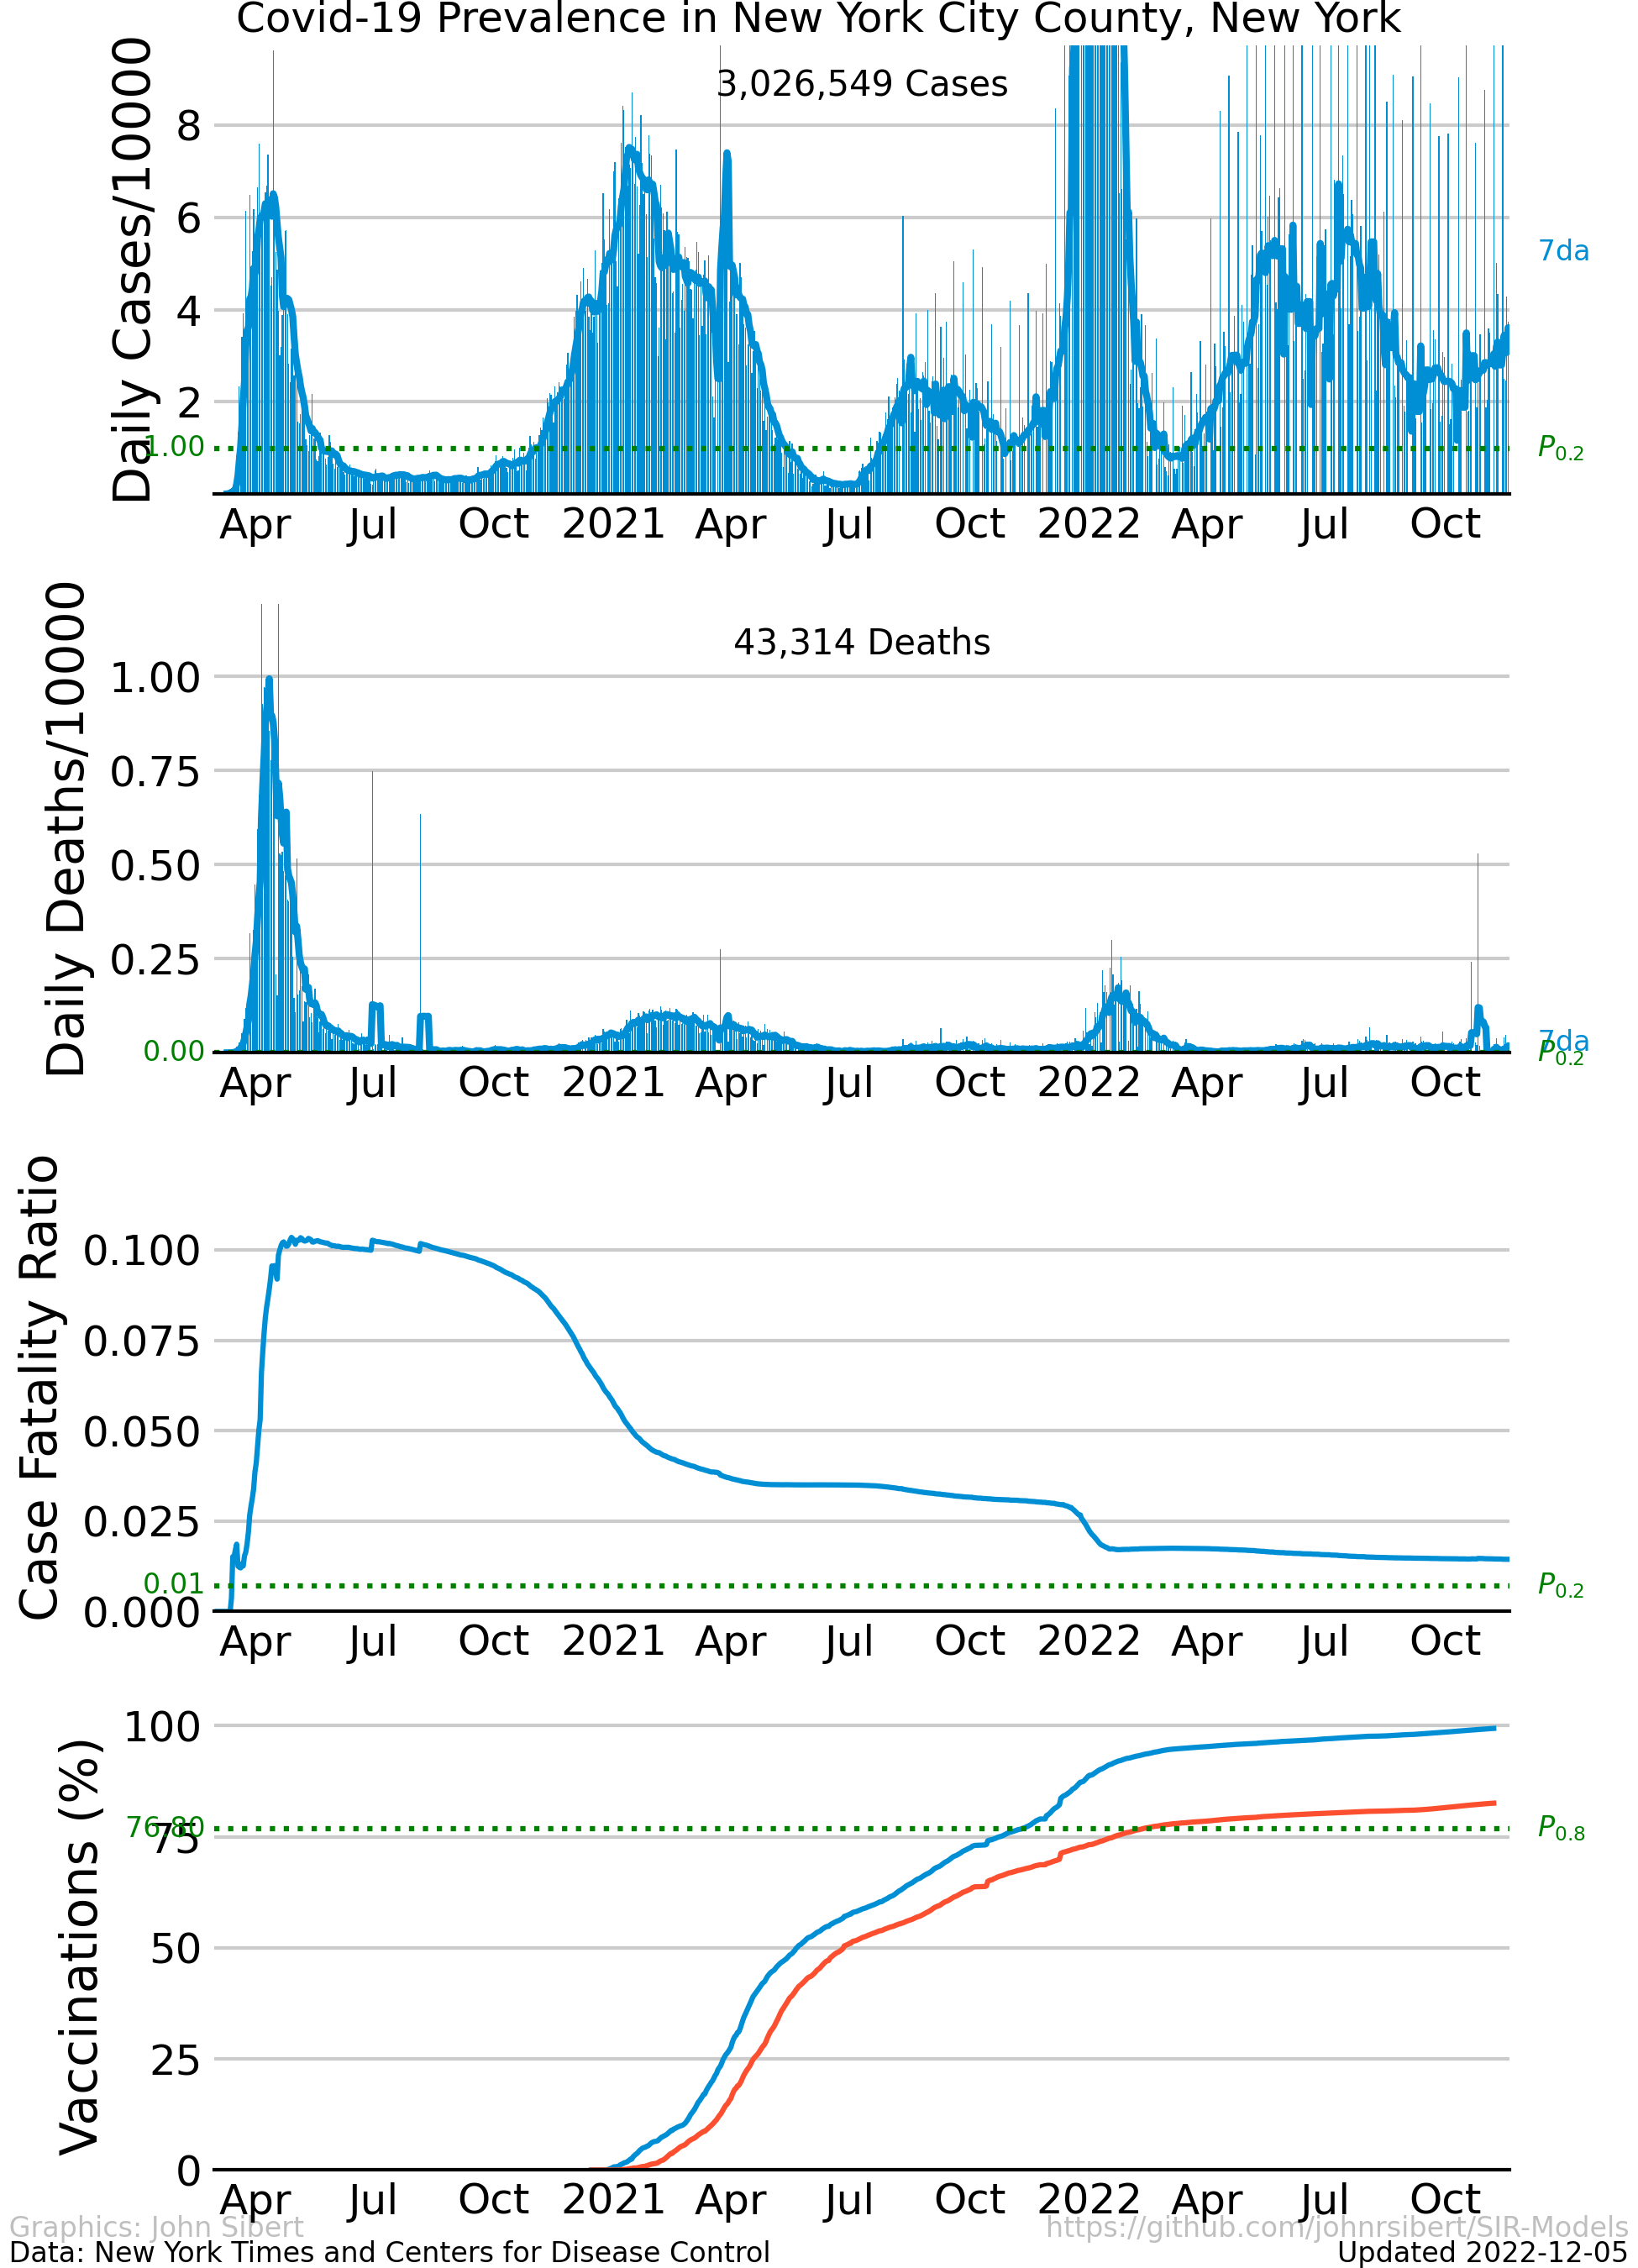 Covid-19 Prevalence in New York City County, New York
Daily Cases/10000
3,026,549 Cases
8
6
4
2
1.00
7da
P0.2
Apr Jul Oct 2021 Apr Jul Oct 2022 Apr Jul Oct
Daily Deaths/10000
43,314 Deaths
1.00
0.75
0.50
0.25
0.00
7da
P0.2
Apr Jul Oct 2021 Apr Jul Oct 2022 Apr Jul Oct
Case Fatality Ratio
0.100
0.075
0.050
0.025
0.01
0.000
P0.2
Apr Jul Oct 2021 Apr Jul Oct 2022 Apr Jul Oct
Vaccinations (%)
100
76.80
75
50
25
0
P0.8
Apr Jul Oct 2021 Apr Jul Oct 2022 Apr Jul Oct
Graphics: John Sibert https://github.com/johnrsibert/SIR-Models
Data: New York Times and Centers for Disease Control Updated 2022-12-05